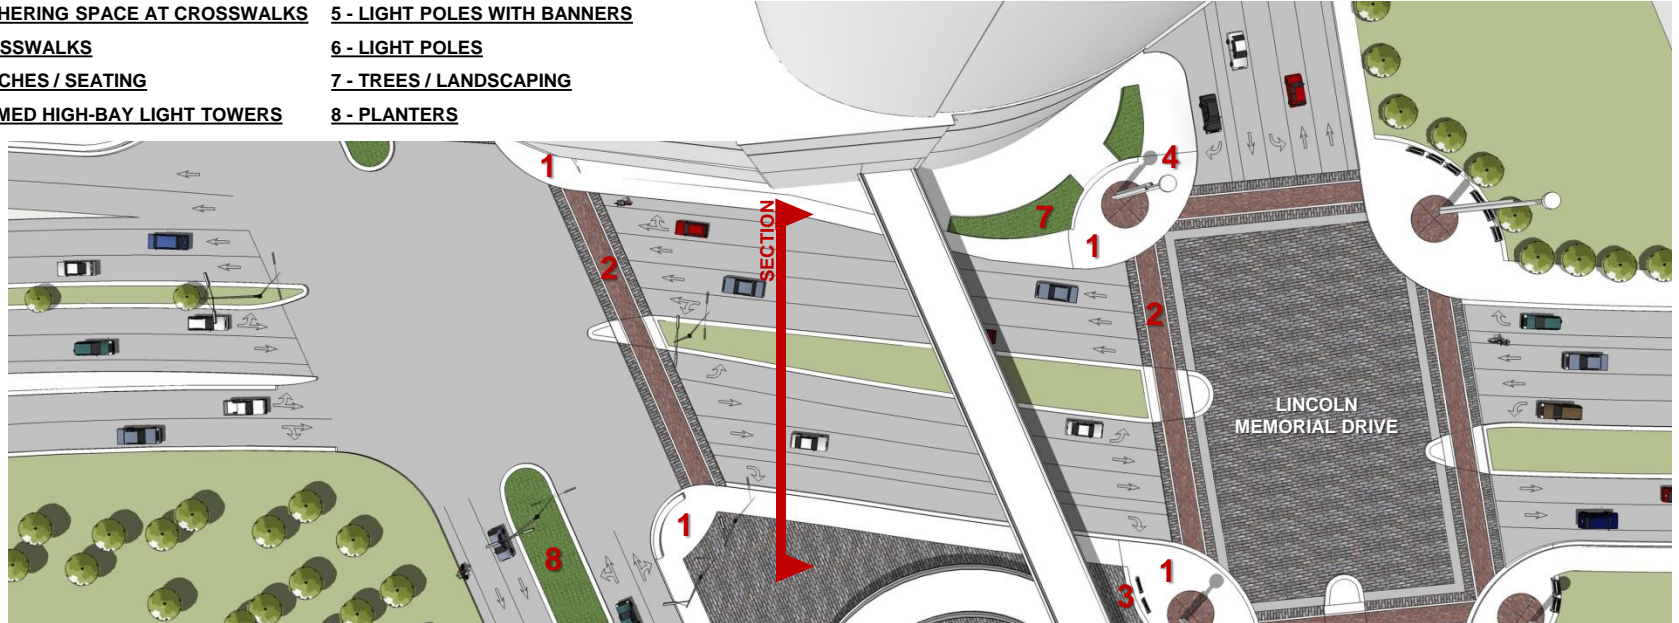 HERING SPACE AT CROSSWALKS
SSWALKS
CHES / SEATING
MED HIGH-BAY LIGHT TOWERS
5 - LIGHT POLES WITH BANNERS
6 - LIGHT POLES
7 - TREES / LANDSCAPING
8 - PLANTERS
1
4
SECTION
7
1
2
2
LINCOLN
MEMORIAL DRIVE
1
8
1
3